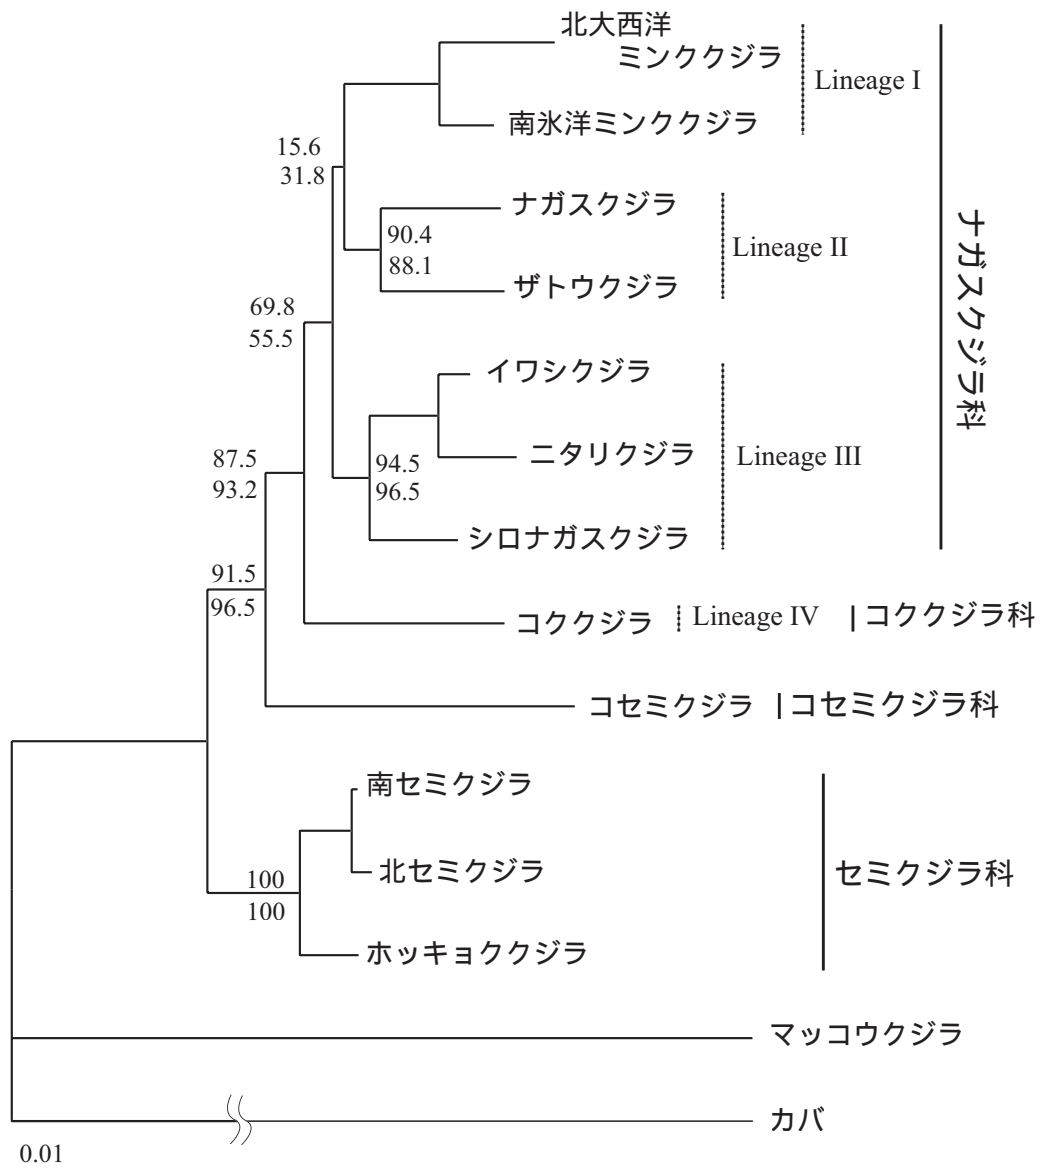 北大西洋
ミンククジラ
Lineage I
南氷洋ミンククジラ
15.6
31.8
ナガスクジラ
90.4
88.1
Lineage II
ザトウクジラ
ナガスクジラ科
69.8
55.5
イワシクジラ
ニタリクジラ
94.5
96.5
Lineage III
シロナガスクジラ
87.5
93.2
91.5
96.5
コククジラ
Lineage IV
コククジラ科
コセミクジラ
コセミクジラ科
南セミクジラ
北セミクジラ
100
100
セミクジラ科
ホッキョククジラ
マッコウクジラ
カバ
0.01